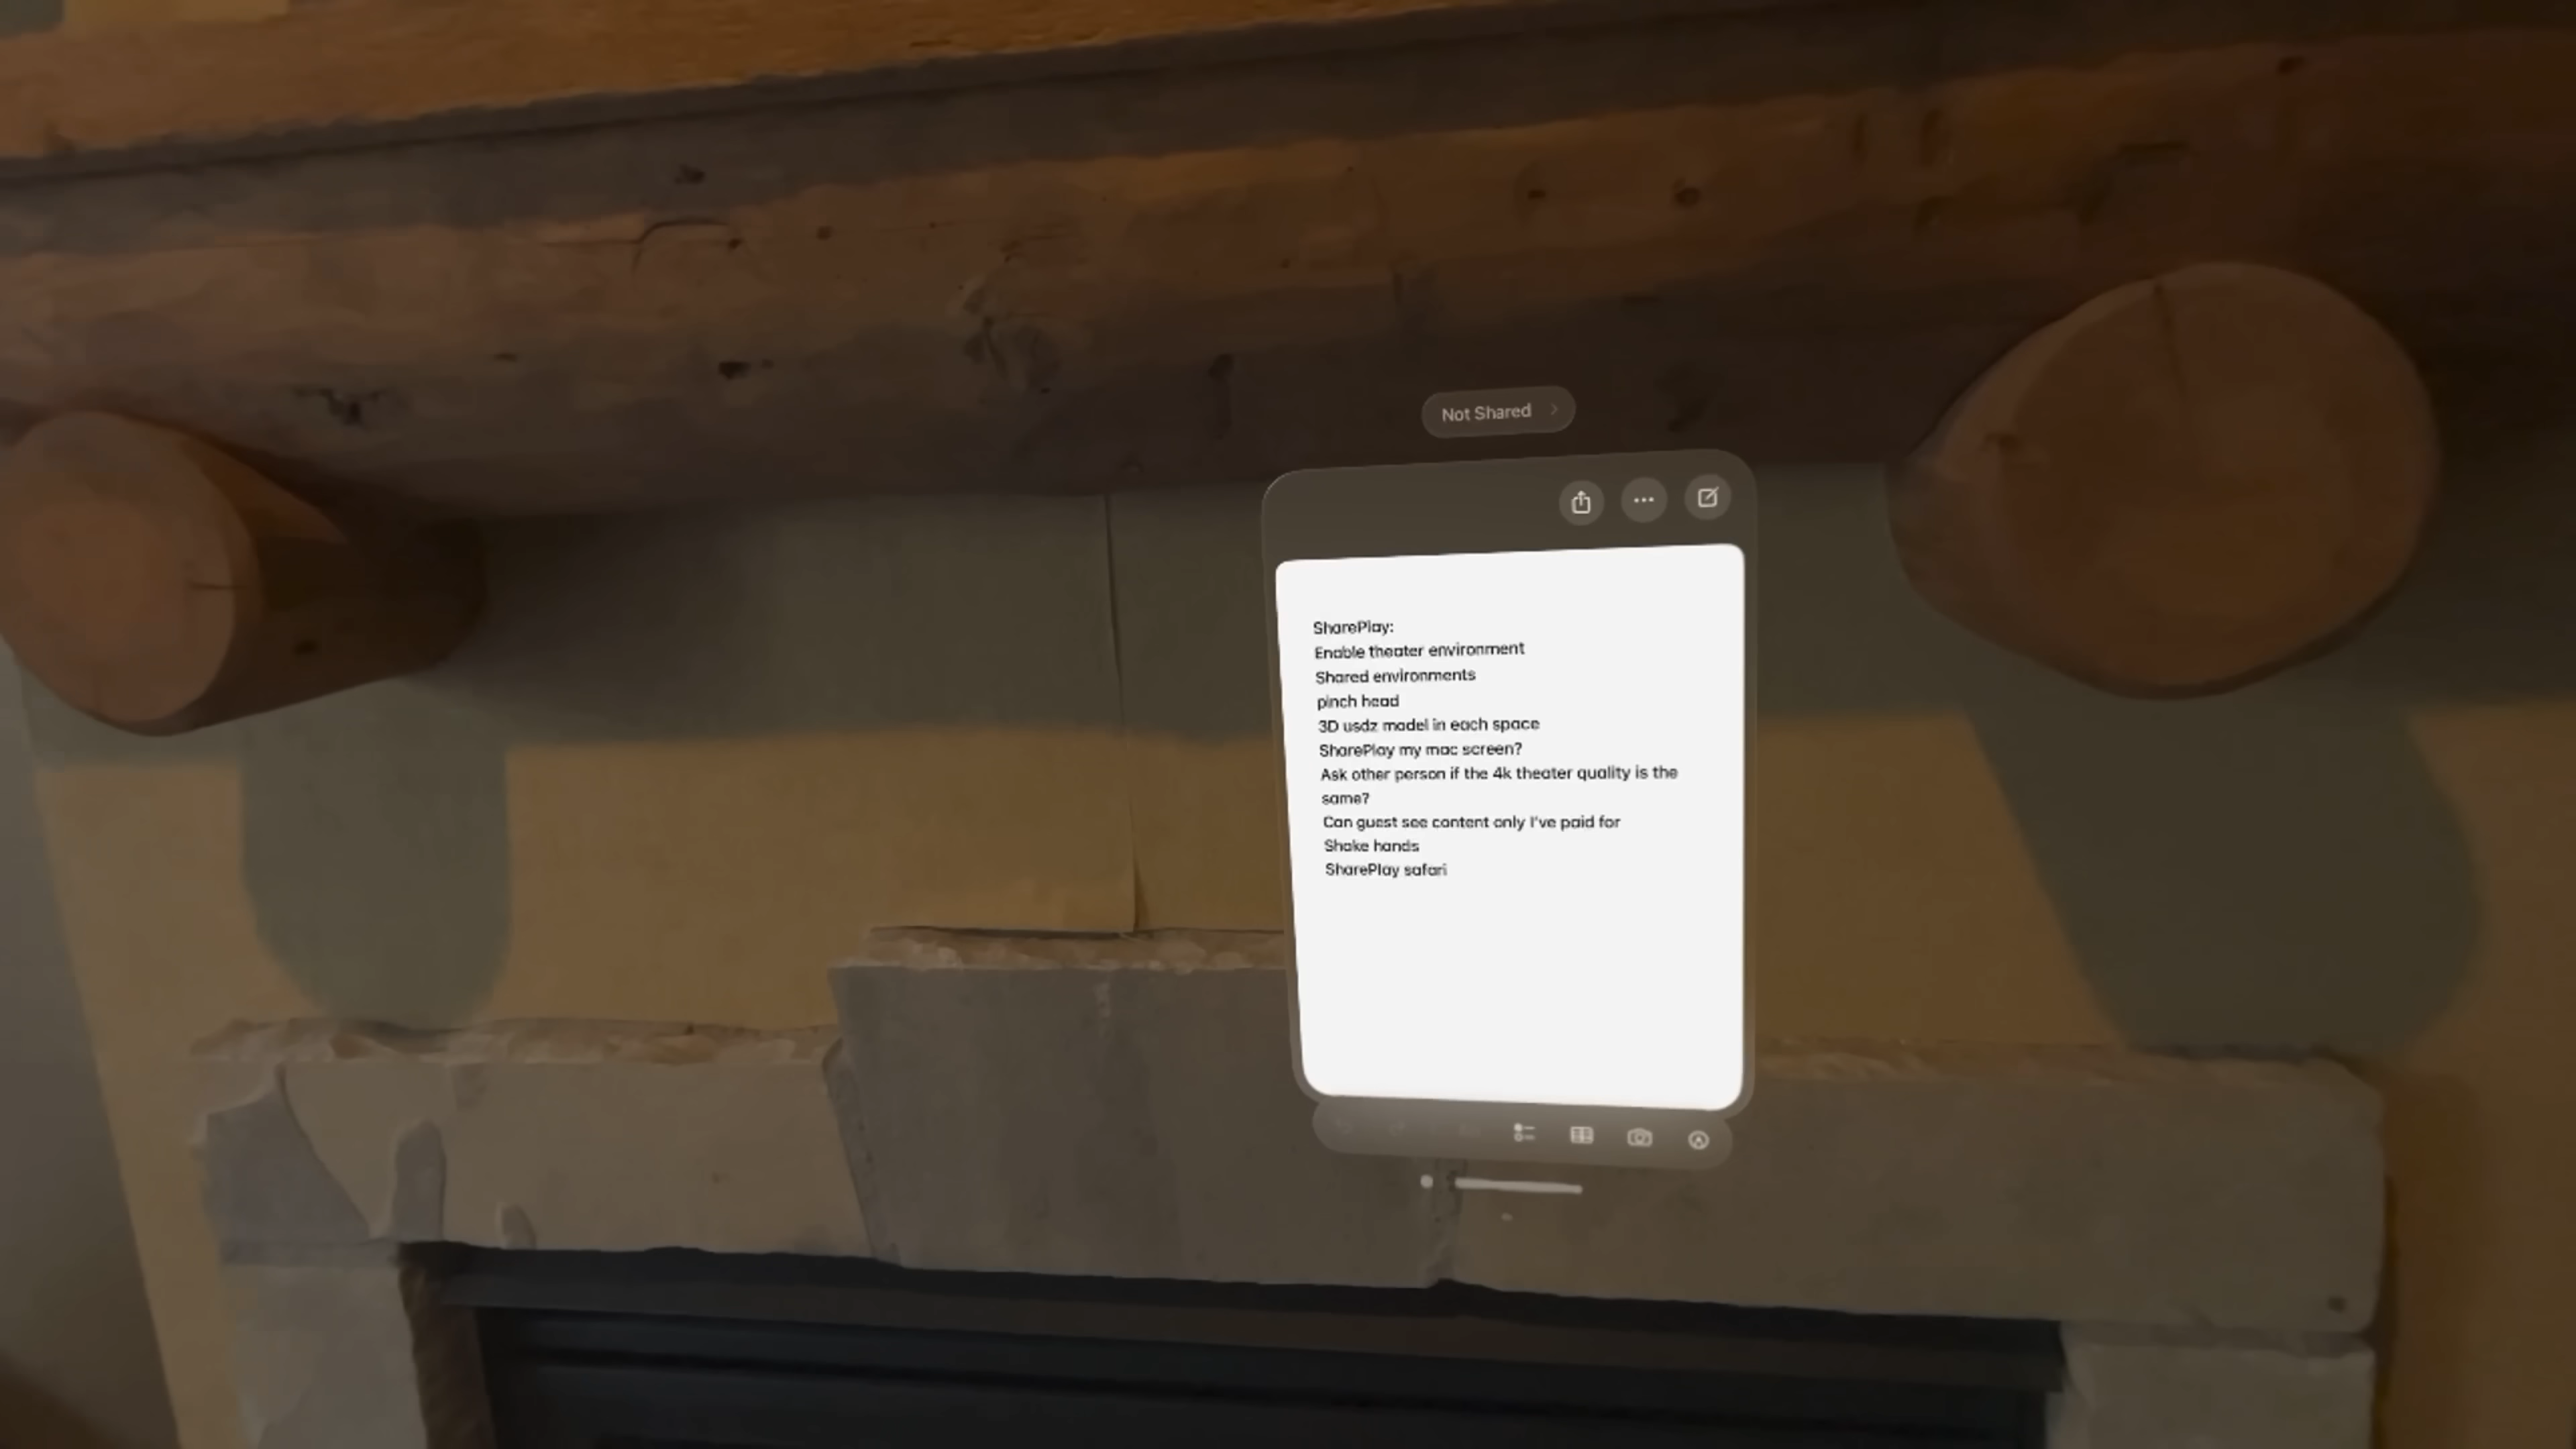 Not Shared
SharePlay:
Enable theater environment
Shared environments
pinch head
3D usdz model in each space
SharePlay my mac screen?
Ask other person if the 4k theater quality is the
same?
Can guest see content only I've paid for
Shake hands
SharePlay safari